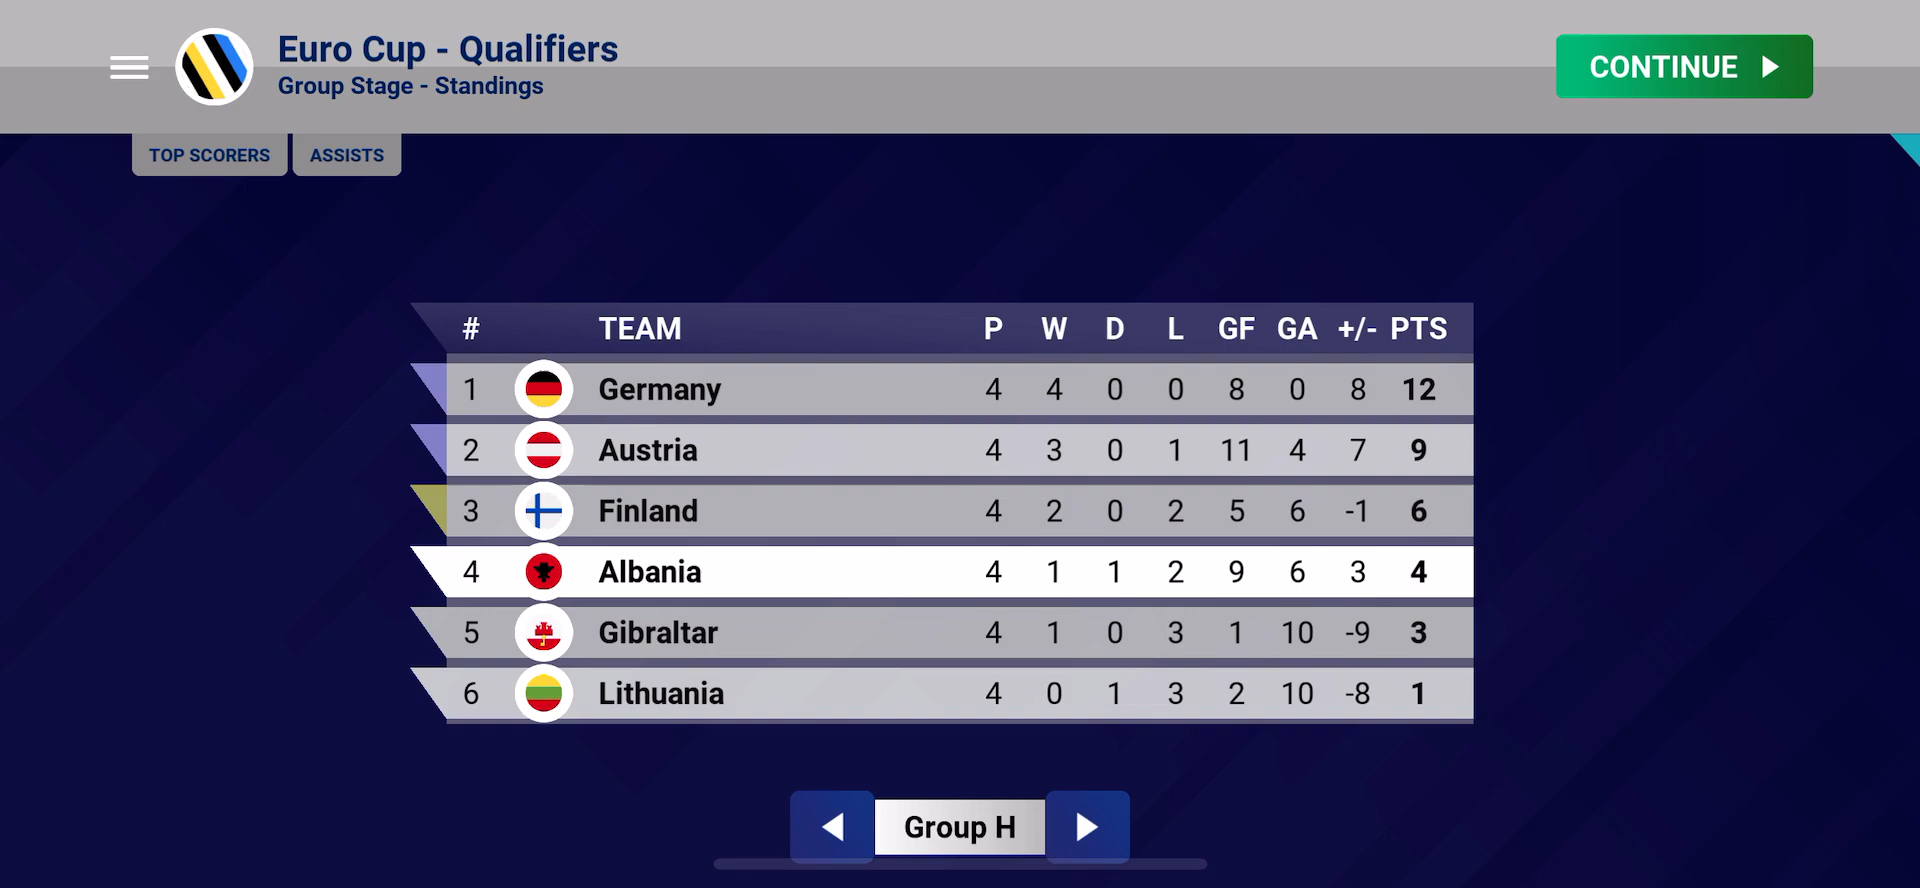 Euro Cup - Qualifiers
Group Stage - Standings
CONTINUE
TOP SCORERS ASSISTS
# TEAM P W D L GF GA +/- PTS
1 Germany 4 4 0 0 8 0 8 12
2 Austria 4 3 0 1 11 4 7 9
3 Finland 4 2 0 2 5 6 -1 6
4 Albania 4 1 1 2 9 6 3 4
5 Gibraltar 4 1 0 3 1 10 -9 3
6 Lithuania 4 0 1 3 2 10 -8 1
Group H